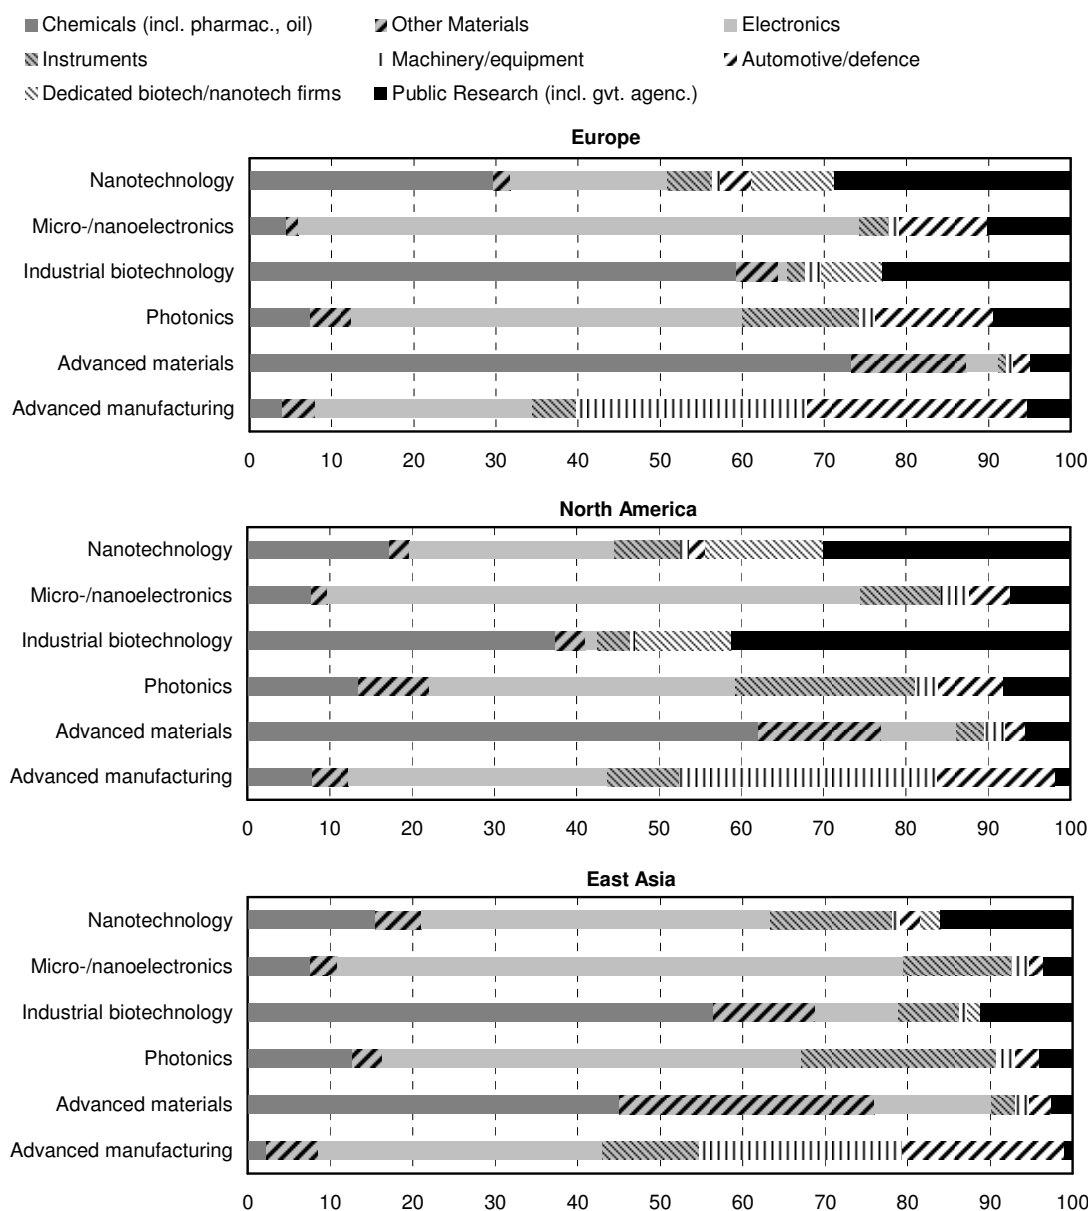 Chemicals (incl. pharmac., oil) Other Materials Electronics
Instruments Machinery/equipment Automotive/defence
Dedicated biotech/nanotech firms Public Research (incl. gvt. agenc.)
Europe
Nanotechnology
Micro-/nanoelectronics
Industrial biotechnology
Photonics
Advanced materials
Advanced manufacturing
0 10 20 30 40 50 60 70 80 90 100
North America
Nanotechnology
Micro-/nanoelectronics
Industrial biotechnology
Photonics
Advanced materials
Advanced manufacturing
0 10 20 30 40 50 60 70 80 90 100
East Asia
Nanotechnology
Micro-/nanoelectronics
Industrial biotechnology
Photonics
Advanced materials
Advanced manufacturing
0 10 20 30 40 50 60 70 80 90 100